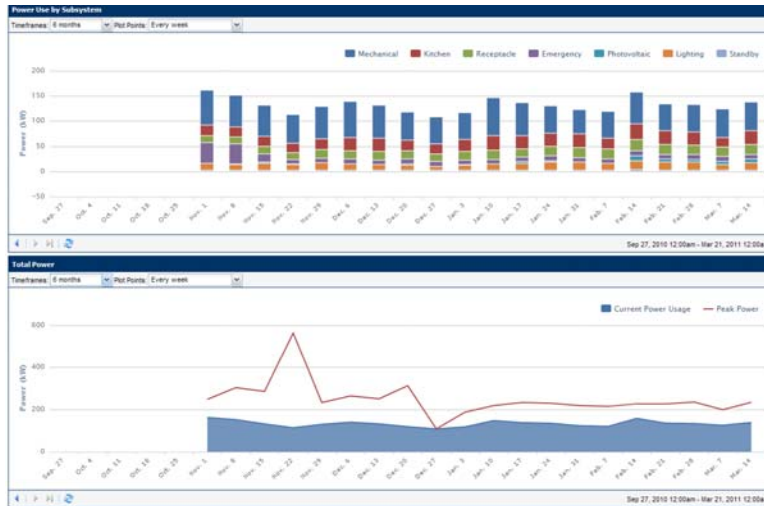 Power Use by Subsystem
Timeframes: 6 months Plot Points: Every week
Mechanical Kitchen Receptacle Emergency Photovoltaic Lighting Standby
200
150
100
50
0
-50
Power (kW)
Sep. 27 Oct. 4 Oct. 11 Oct. 18 Oct. 25 Nov. 1 Nov. 8 Nov. 15 Nov. 22 Nov. 29 Dec. 6 Dec. 13 Dec. 20 Dec. 27 Jan. 3 Jan. 10 Jan. 17 Jan. 24 Jan. 31 Feb. 7 Feb. 14 Feb. 21 Feb. 28 Mar. 7 Mar. 14
Sep 27, 2010 12:00am - Mar 21, 2011 12:00a
Total Power
Timeframes: 6 months Plot Points: Every week
Current Power Usage Peak Power
600
400
200
0
Power (kW)
Sep. 27 Oct. 4 Oct. 11 Oct. 18 Oct. 25 Nov. 1 Nov. 8 Nov. 15 Nov. 22 Nov. 29 Dec. 6 Dec. 13 Dec. 20 Dec. 27 Jan. 3 Jan. 10 Jan. 17 Jan. 24 Jan. 31 Feb. 7 Feb. 14 Feb. 21 Feb. 28 Mar. 7 Mar. 14
Sep 27, 2010 12:00am - Mar 21, 2011 12:00a